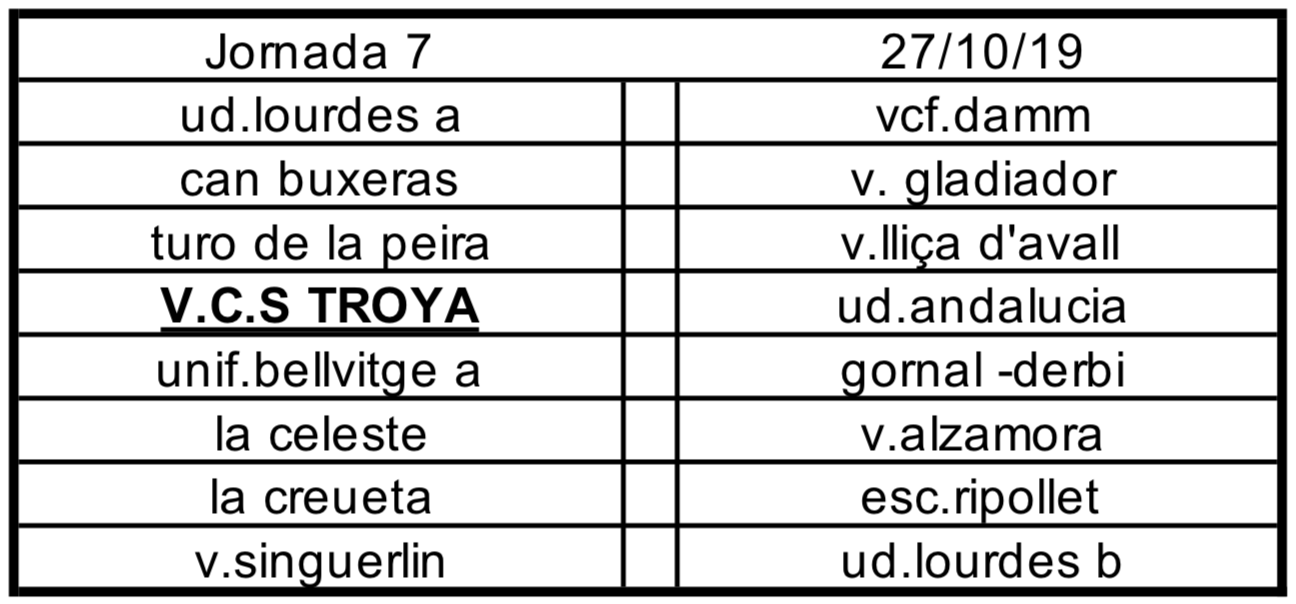 Jornada 7 27/10/19
ud.lourdes a vcf.damm
can buxeras v. gladiador
turo de la peira v.lliça d'avall
V.C.S TROYA ud.andalucia
unif.bellvitge a gornal -derbi
la celeste v.alzamora
la creueta esc.ripollet
v.singuerlin ud.lourdes b